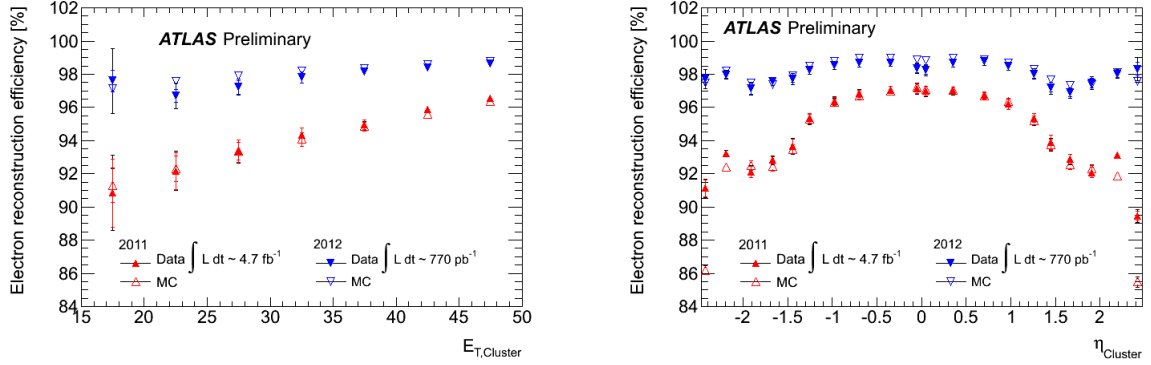 Electron reconstruction efficiency [%]
102
100
98
96
94
92
90
88
86
84
ATLAS Preliminary
2011
Data ∫ L dt ~ 4.7 fb⁻¹
MC
2012
Data ∫ L dt ~ 770 pb⁻¹
MC
15 20 25 30 35 40 45 50
E_T,Cluster
Electron reconstruction efficiency [%]
102
100
98
96
94
92
90
88
86
84
ATLAS Preliminary
2011
Data ∫ L dt ~ 4.7 fb⁻¹
MC
2012
Data ∫ L dt ~ 770 pb⁻¹
MC
-2 -1.5 -1 -0.5 0 0.5 1 1.5 2
η_Cluster